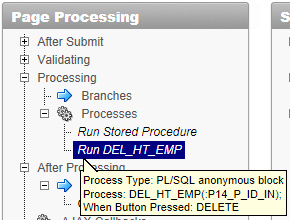 Page Processing
S
After Submit
Validating
Processing
Branches
Processes
Run Stored Procedure
Run DEL_HT_EMP
After Processing
Process Type: PL/SQL anonymous block
Process: DEL_HT_EMP(:P14_P_ID_IN);
When Button Pressed: DELETE
AJAX Callbacks